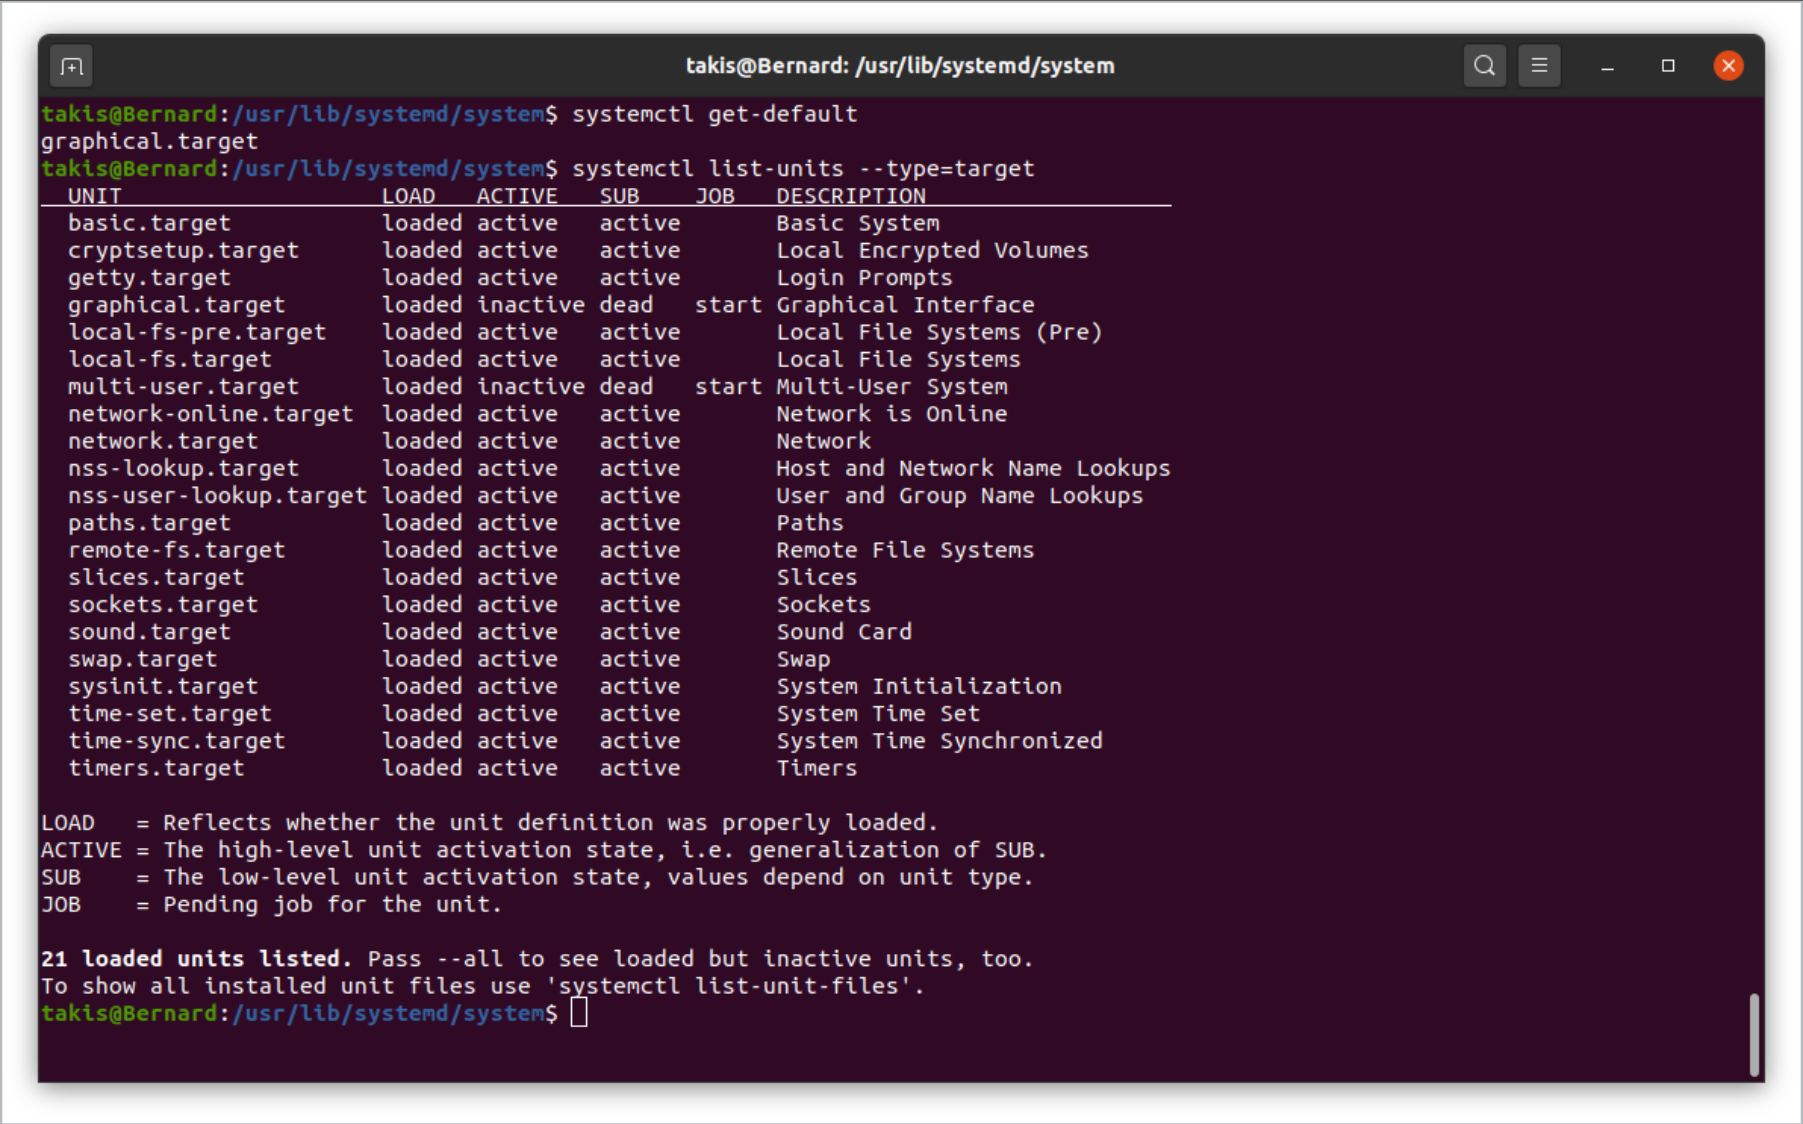 takis@Bernard: /usr/lib/systemd/system
takis@Bernard:/usr/lib/systemd/system$ systemctl get-default
graphical.target
takis@Bernard:/usr/lib/systemd/system$ systemctl list-units --type=target
  UNIT                   LOAD   ACTIVE   SUB    JOB   DESCRIPTION
  basic.target           loaded active   active       Basic System
  cryptsetup.target      loaded active   active       Local Encrypted Volumes
  getty.target           loaded active   active       Login Prompts
  graphical.target       loaded inactive dead   start Graphical Interface
  local-fs-pre.target    loaded active   active       Local File Systems (Pre)
  local-fs.target        loaded active   active       Local File Systems
  multi-user.target      loaded inactive dead   start Multi-User System
  network-online.target  loaded active   active       Network is Online
  network.target         loaded active   active       Network
  nss-lookup.target      loaded active   active       Host and Network Name Lookups
  nss-user-lookup.target loaded active   active       User and Group Name Lookups
  paths.target           loaded active   active       Paths
  remote-fs.target       loaded active   active       Remote File Systems
  slices.target          loaded active   active       Slices
  sockets.target         loaded active   active       Sockets
  sound.target           loaded active   active       Sound Card
  swap.target            loaded active   active       Swap
  sysinit.target         loaded active   active       System Initialization
  time-set.target        loaded active   active       System Time Set
  time-sync.target       loaded active   active       System Time Synchronized
  timers.target          loaded active   active       Timers
LOAD   = Reflects whether the unit definition was properly loaded.
ACTIVE = The high-level unit activation state, i.e. generalization of SUB.
SUB    = The low-level unit activation state, values depend on unit type.
JOB    = Pending job for the unit.
21 loaded units listed. Pass --all to see loaded but inactive units, too.
To show all installed unit files use 'systemctl list-unit-files'.
takis@Bernard:/usr/lib/systemd/system$